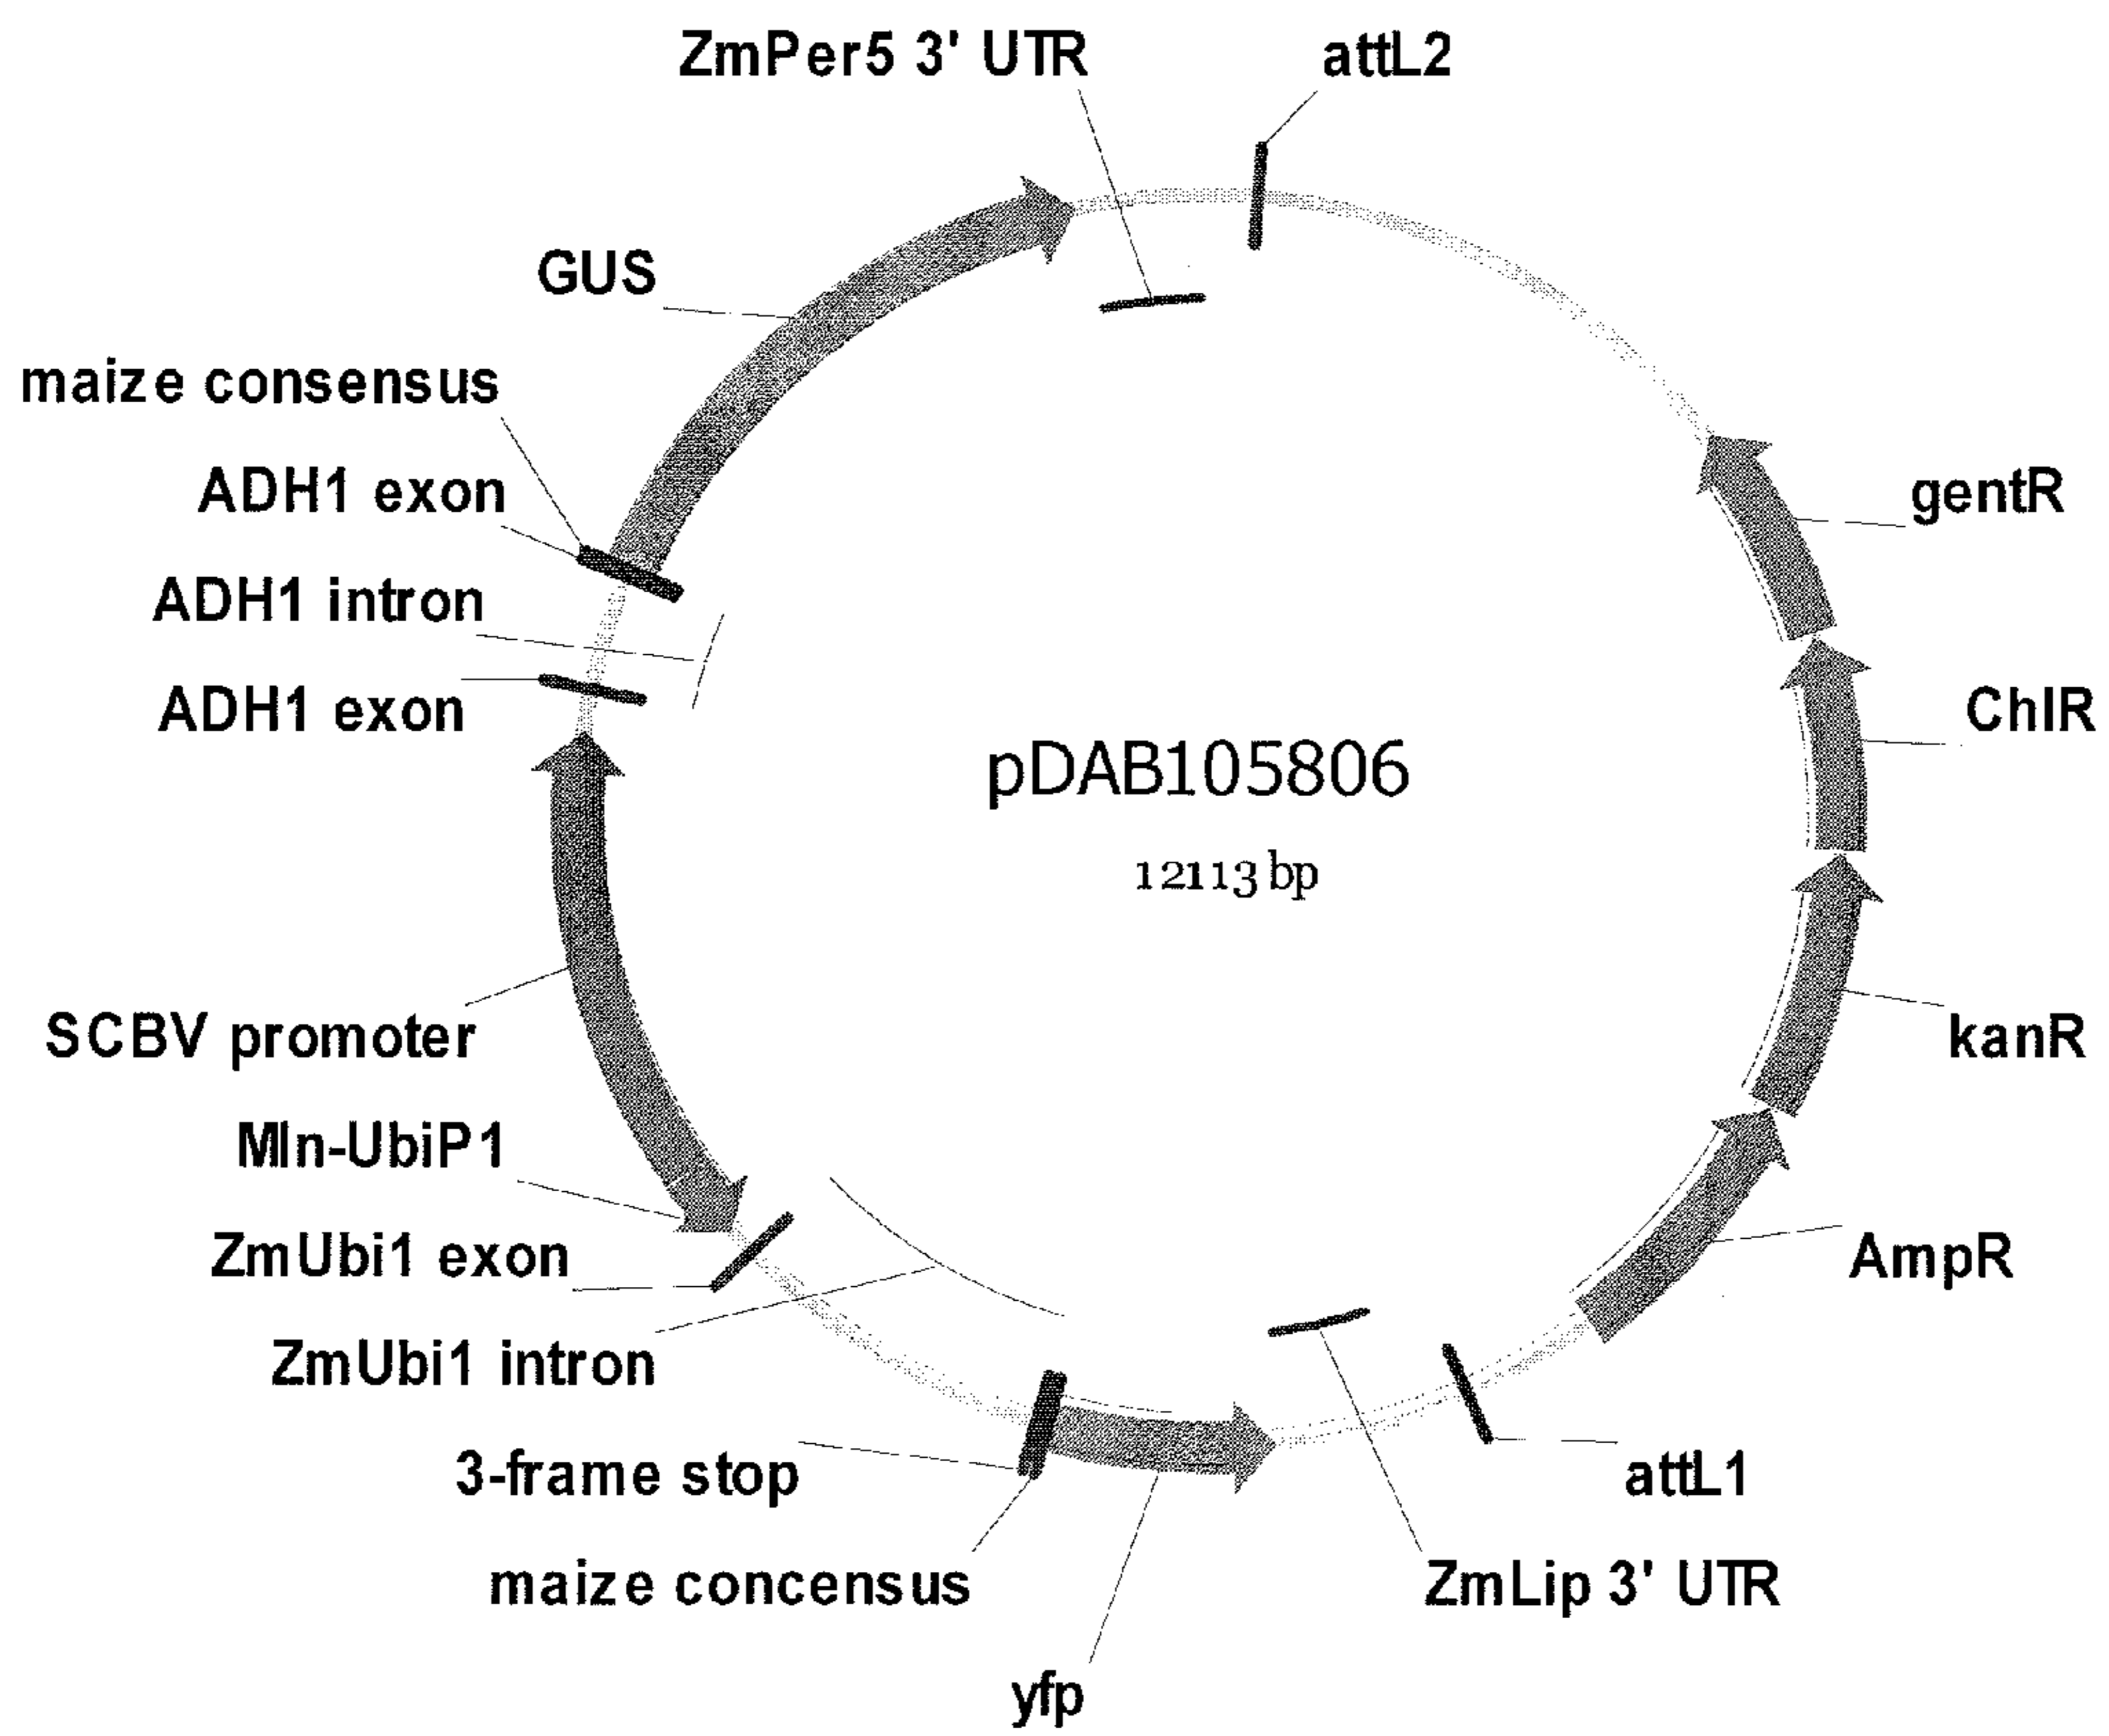 ZmPer5 3' UTR
attL2
GUS
maize consensus
ADH1 exon
gentR
ADH1 intron
ADH1 exon
ChlR
pDAB105806
12113 bp
SCBV promoter
kanR
MIn-UbiP1
ZmUbi1 exon
AmpR
ZmUbi1 intron
3-frame stop
attL1
maize concensus
ZmLip 3' UTR
yfp